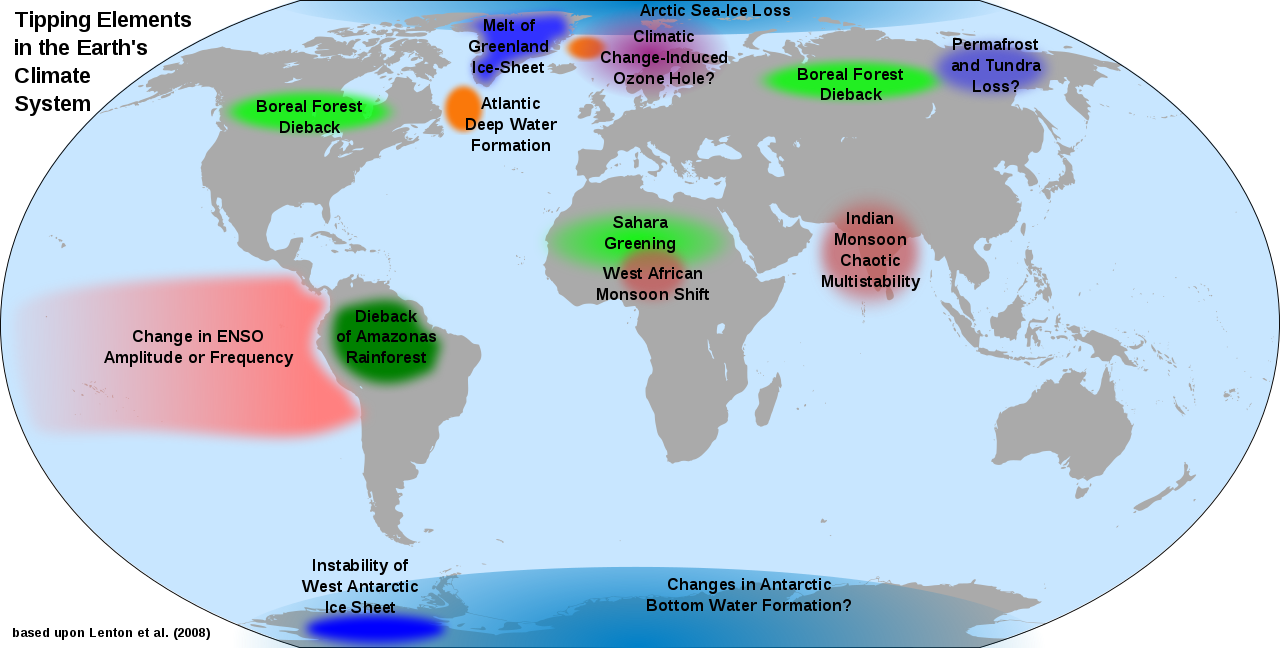 Tipping Elements
in the Earth's
Climate
System
Arctic Sea-Ice Loss
Melt of
Greenland
Ice-Sheet
Climatic
Change-Induced
Ozone Hole?
Permafrost
and Tundra
Loss?
Boreal Forest
Dieback
Boreal Forest
Dieback
Atlantic
Deep Water
Formation
Sahara
Greening
West African
Monsoon Shift
Indian
Monsoon
Chaotic
Multistability
Change in ENSO
Amplitude or Frequency
Dieback
of Amazonas
Rainforest
Instability of
West Antarctic
Ice Sheet
Changes in Antarctic
Bottom Water Formation?
based upon Lenton et al. (2008)